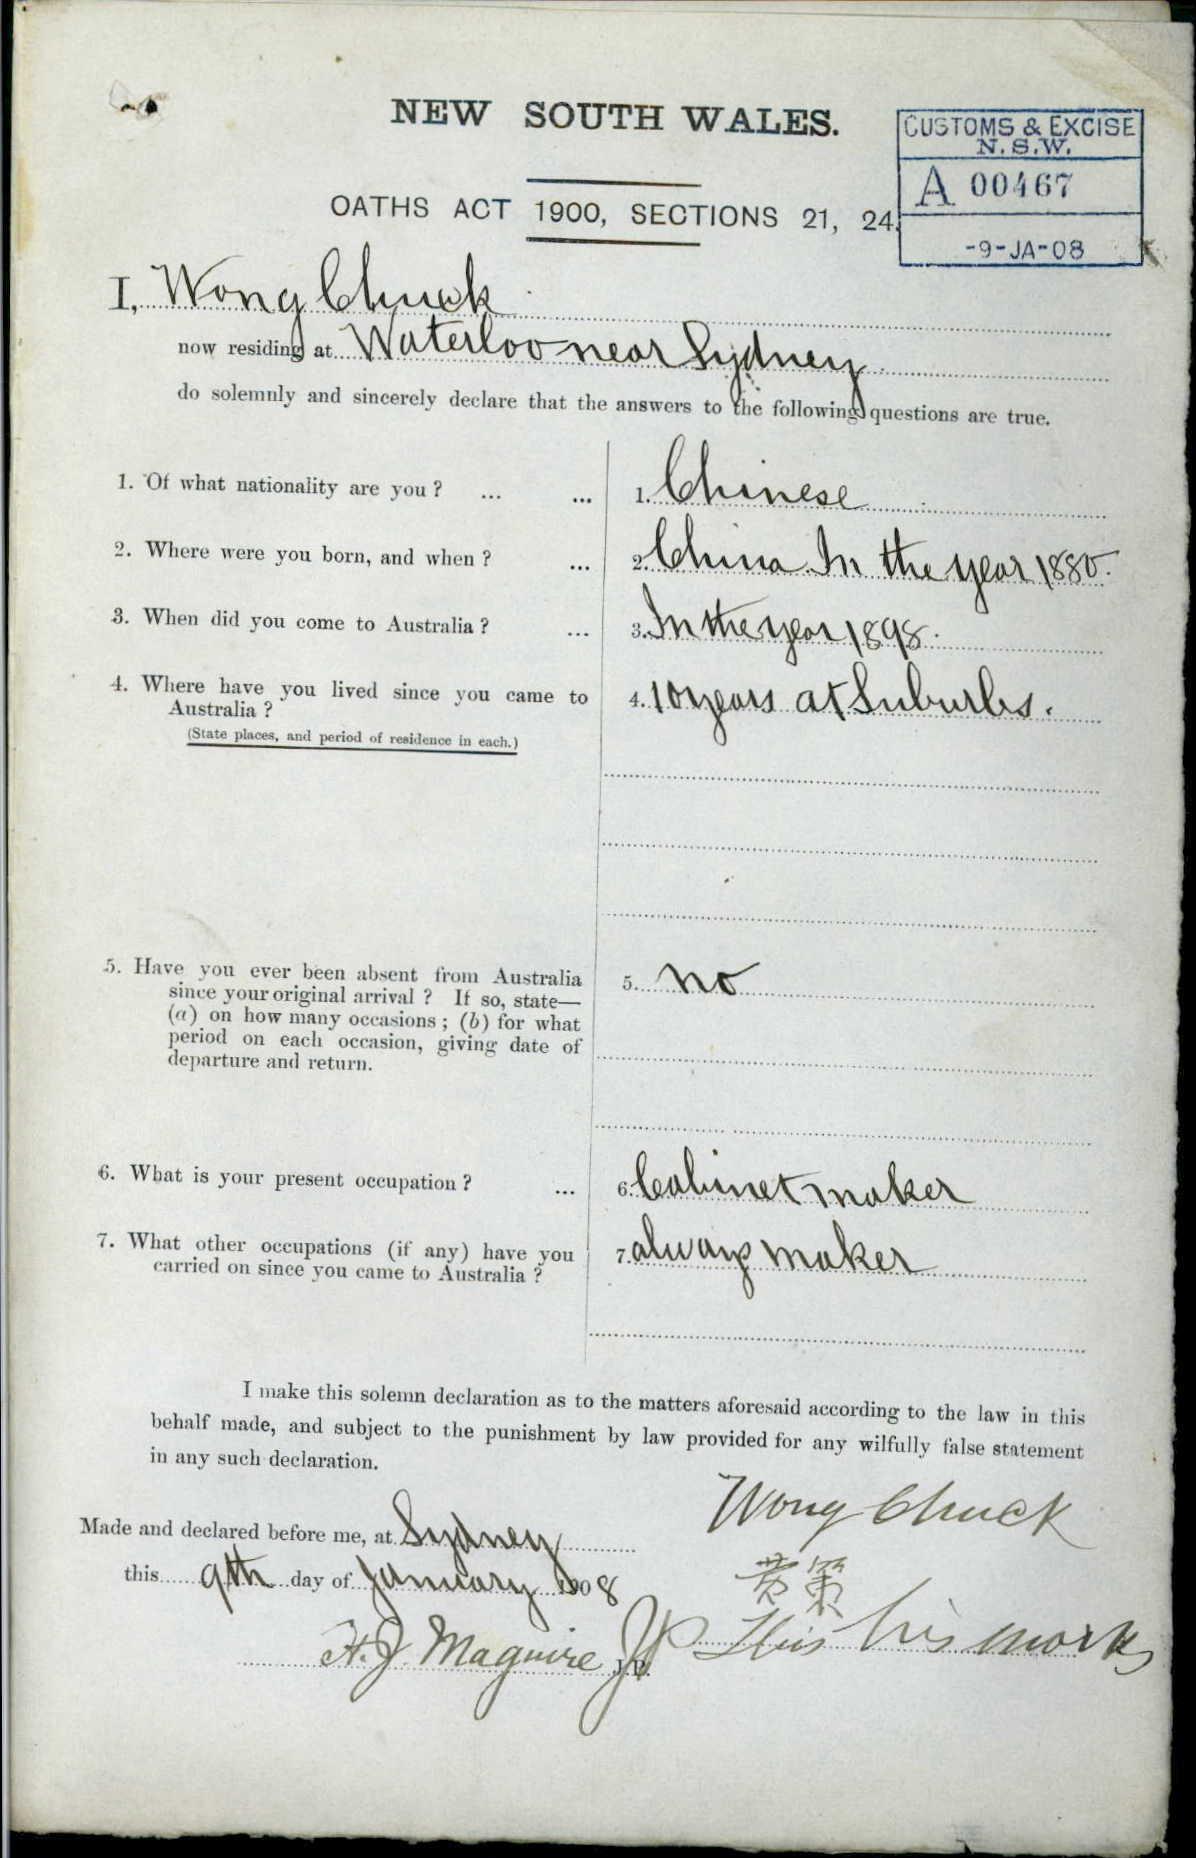 NEW SOUTH WALES.
CUSTOMS & EXCISE
N.S.W.
A 00467
-9-JA-08
OATHS ACT 1900, SECTIONS 21, 24.
I, Wong Chuck
now residing at Waterloo near Sydney
do solemnly and sincerely declare that the answers to the following questions are true.
1. Of what nationality are you? ... ... 1. Chinese
2. Where were you born, and when? ... 2. China In the year 1880.
3. When did you come to Australia? ... 3. In the year 1898.
4. Where have you lived since you came to 4. 10 years at Suburbs.
Australia?
(State places, and period of residence in each.)
5. Have you ever been absent from Australia 5. no
since your original arrival? If so, state—
(a) on how many occasions; (b) for what
period on each occasion, giving date of
departure and return.
6. What is your present occupation? ... 6. Cabinet maker
7. What other occupations (if any) have you 7. always maker
carried on since you came to Australia?
I make this solemn declaration as to the matters aforesaid according to the law in this
behalf made, and subject to the punishment by law provided for any wilfully false statement
in any such declaration.
Wong Chuck
Made and declared before me, at Sydney
this 9th day of January 1908
H. J. Maguire JP J.P.
This his mark